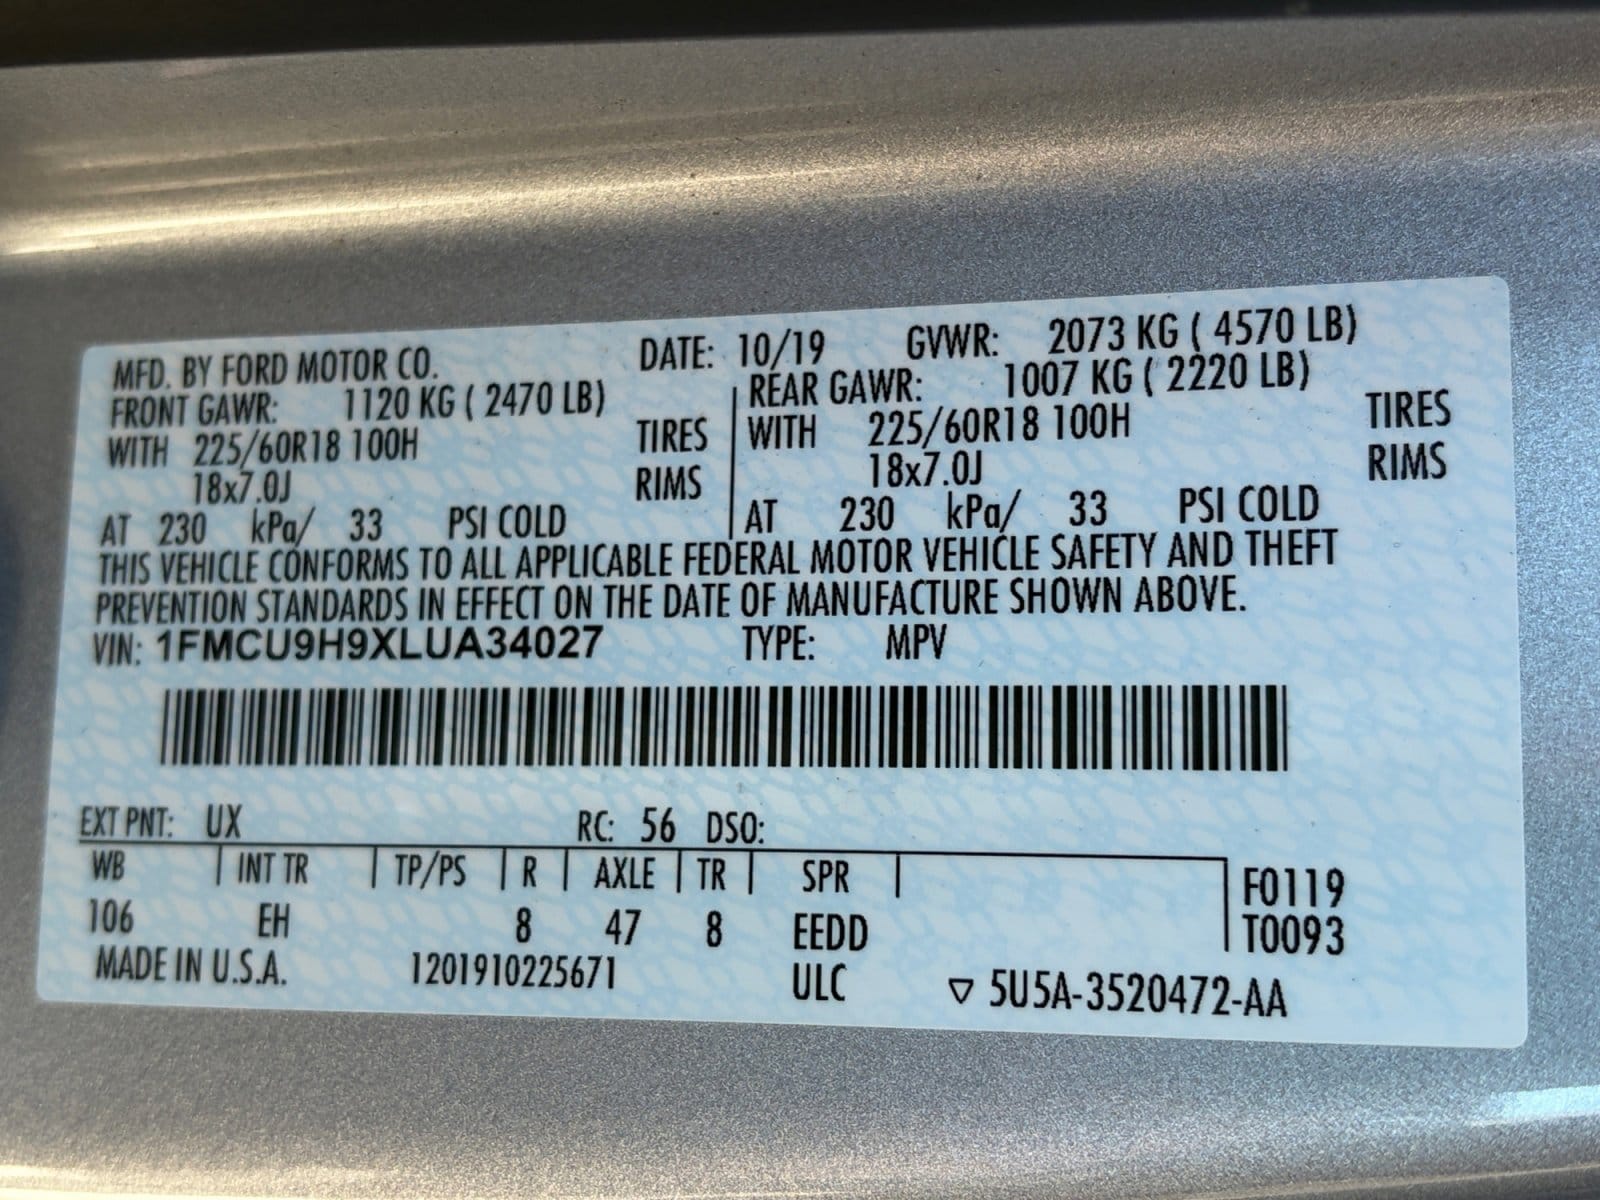 MFD. BY FORD MOTOR CO. DATE: 10/19 GVWR: 2073 KG ( 4570 LB)
FRONT GAWR: 1120 KG ( 2470 LB) REAR GAWR: 1007 KG ( 2220 LB)
WITH 225/60R18 100H TIRES WITH 225/60R18 100H TIRES
18x7.0J RIMS 18x7.0J RIMS
AT 230 kPa/ 33 PSI COLD AT 230 kPa/ 33 PSI COLD
THIS VEHICLE CONFORMS TO ALL APPLICABLE FEDERAL MOTOR VEHICLE SAFETY AND THEFT
PREVENTION STANDARDS IN EFFECT ON THE DATE OF MANUFACTURE SHOWN ABOVE.
VIN: 1FMCU9H9XLUA34027 TYPE: MPV
EXT PNT: UX RC: 56 DSO:
WB INT TR TP/PS R AXLE TR SPR F0119
106 EH 8 47 8 EEDD T0093
MADE IN U.S.A. 1201910225671 ULC ▽ 5U5A-3520472-AA